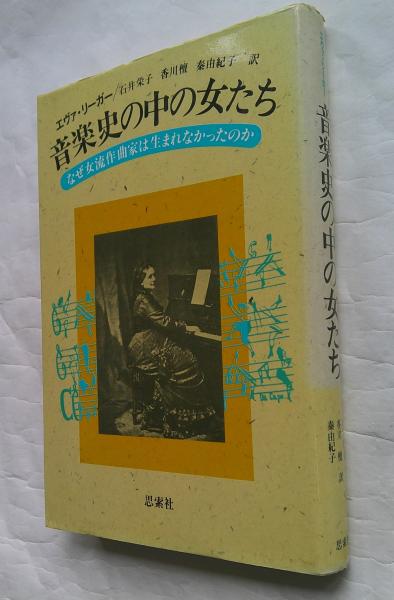 エヴァ・リーガー/石井栄子 香川檀 秦由紀子 訳
音楽史の中の女たち
なぜ女流作曲家は生まれなかったのか
思索社
音楽史の中の女たち
香川 檀 訳
秦由紀子
思索社